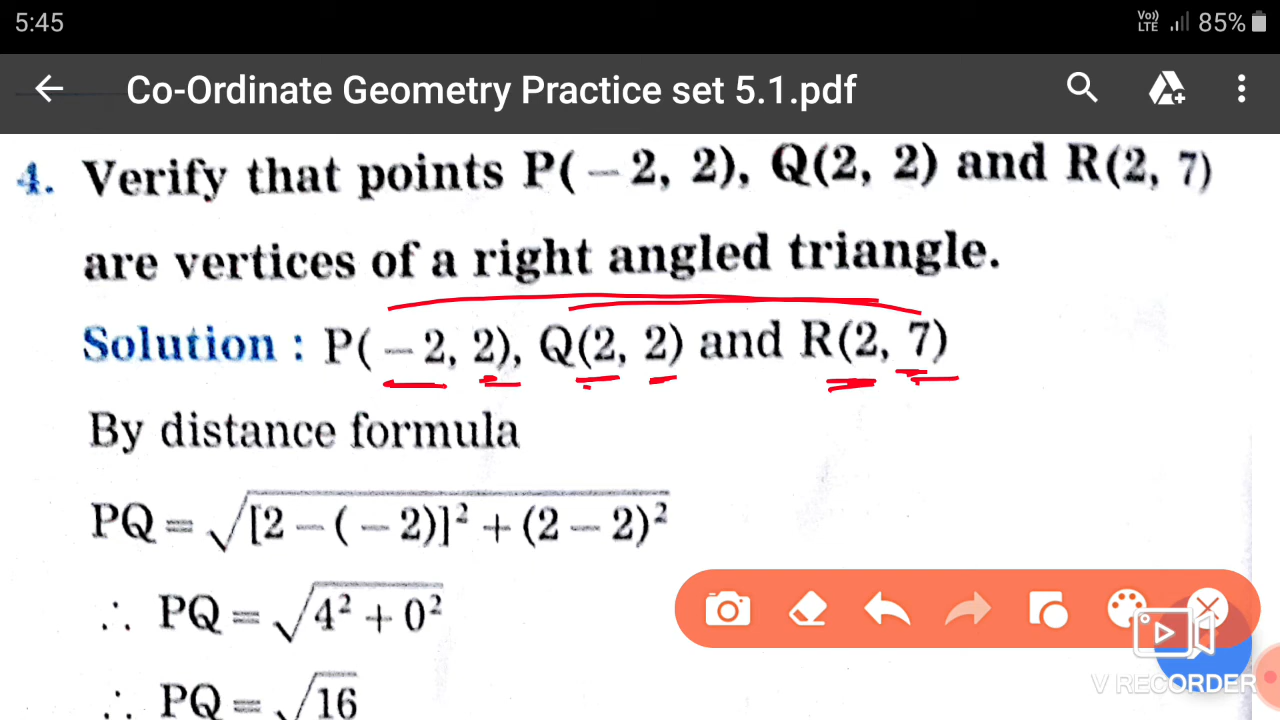 5:45
Vo)) LTE 85%
Co-Ordinate Geometry Practice set 5.1.pdf
4. Verify that points P(−2, 2), Q(2, 2) and R(2, 7)
are vertices of a right angled triangle.
Solution : P(−2, 2), Q(2, 2) and R(2, 7)
By distance formula
PQ = √[2 − (−2)]² + (2 − 2)²
∴ PQ = √4² + 0²
∴ PQ = √16
V RECORDER